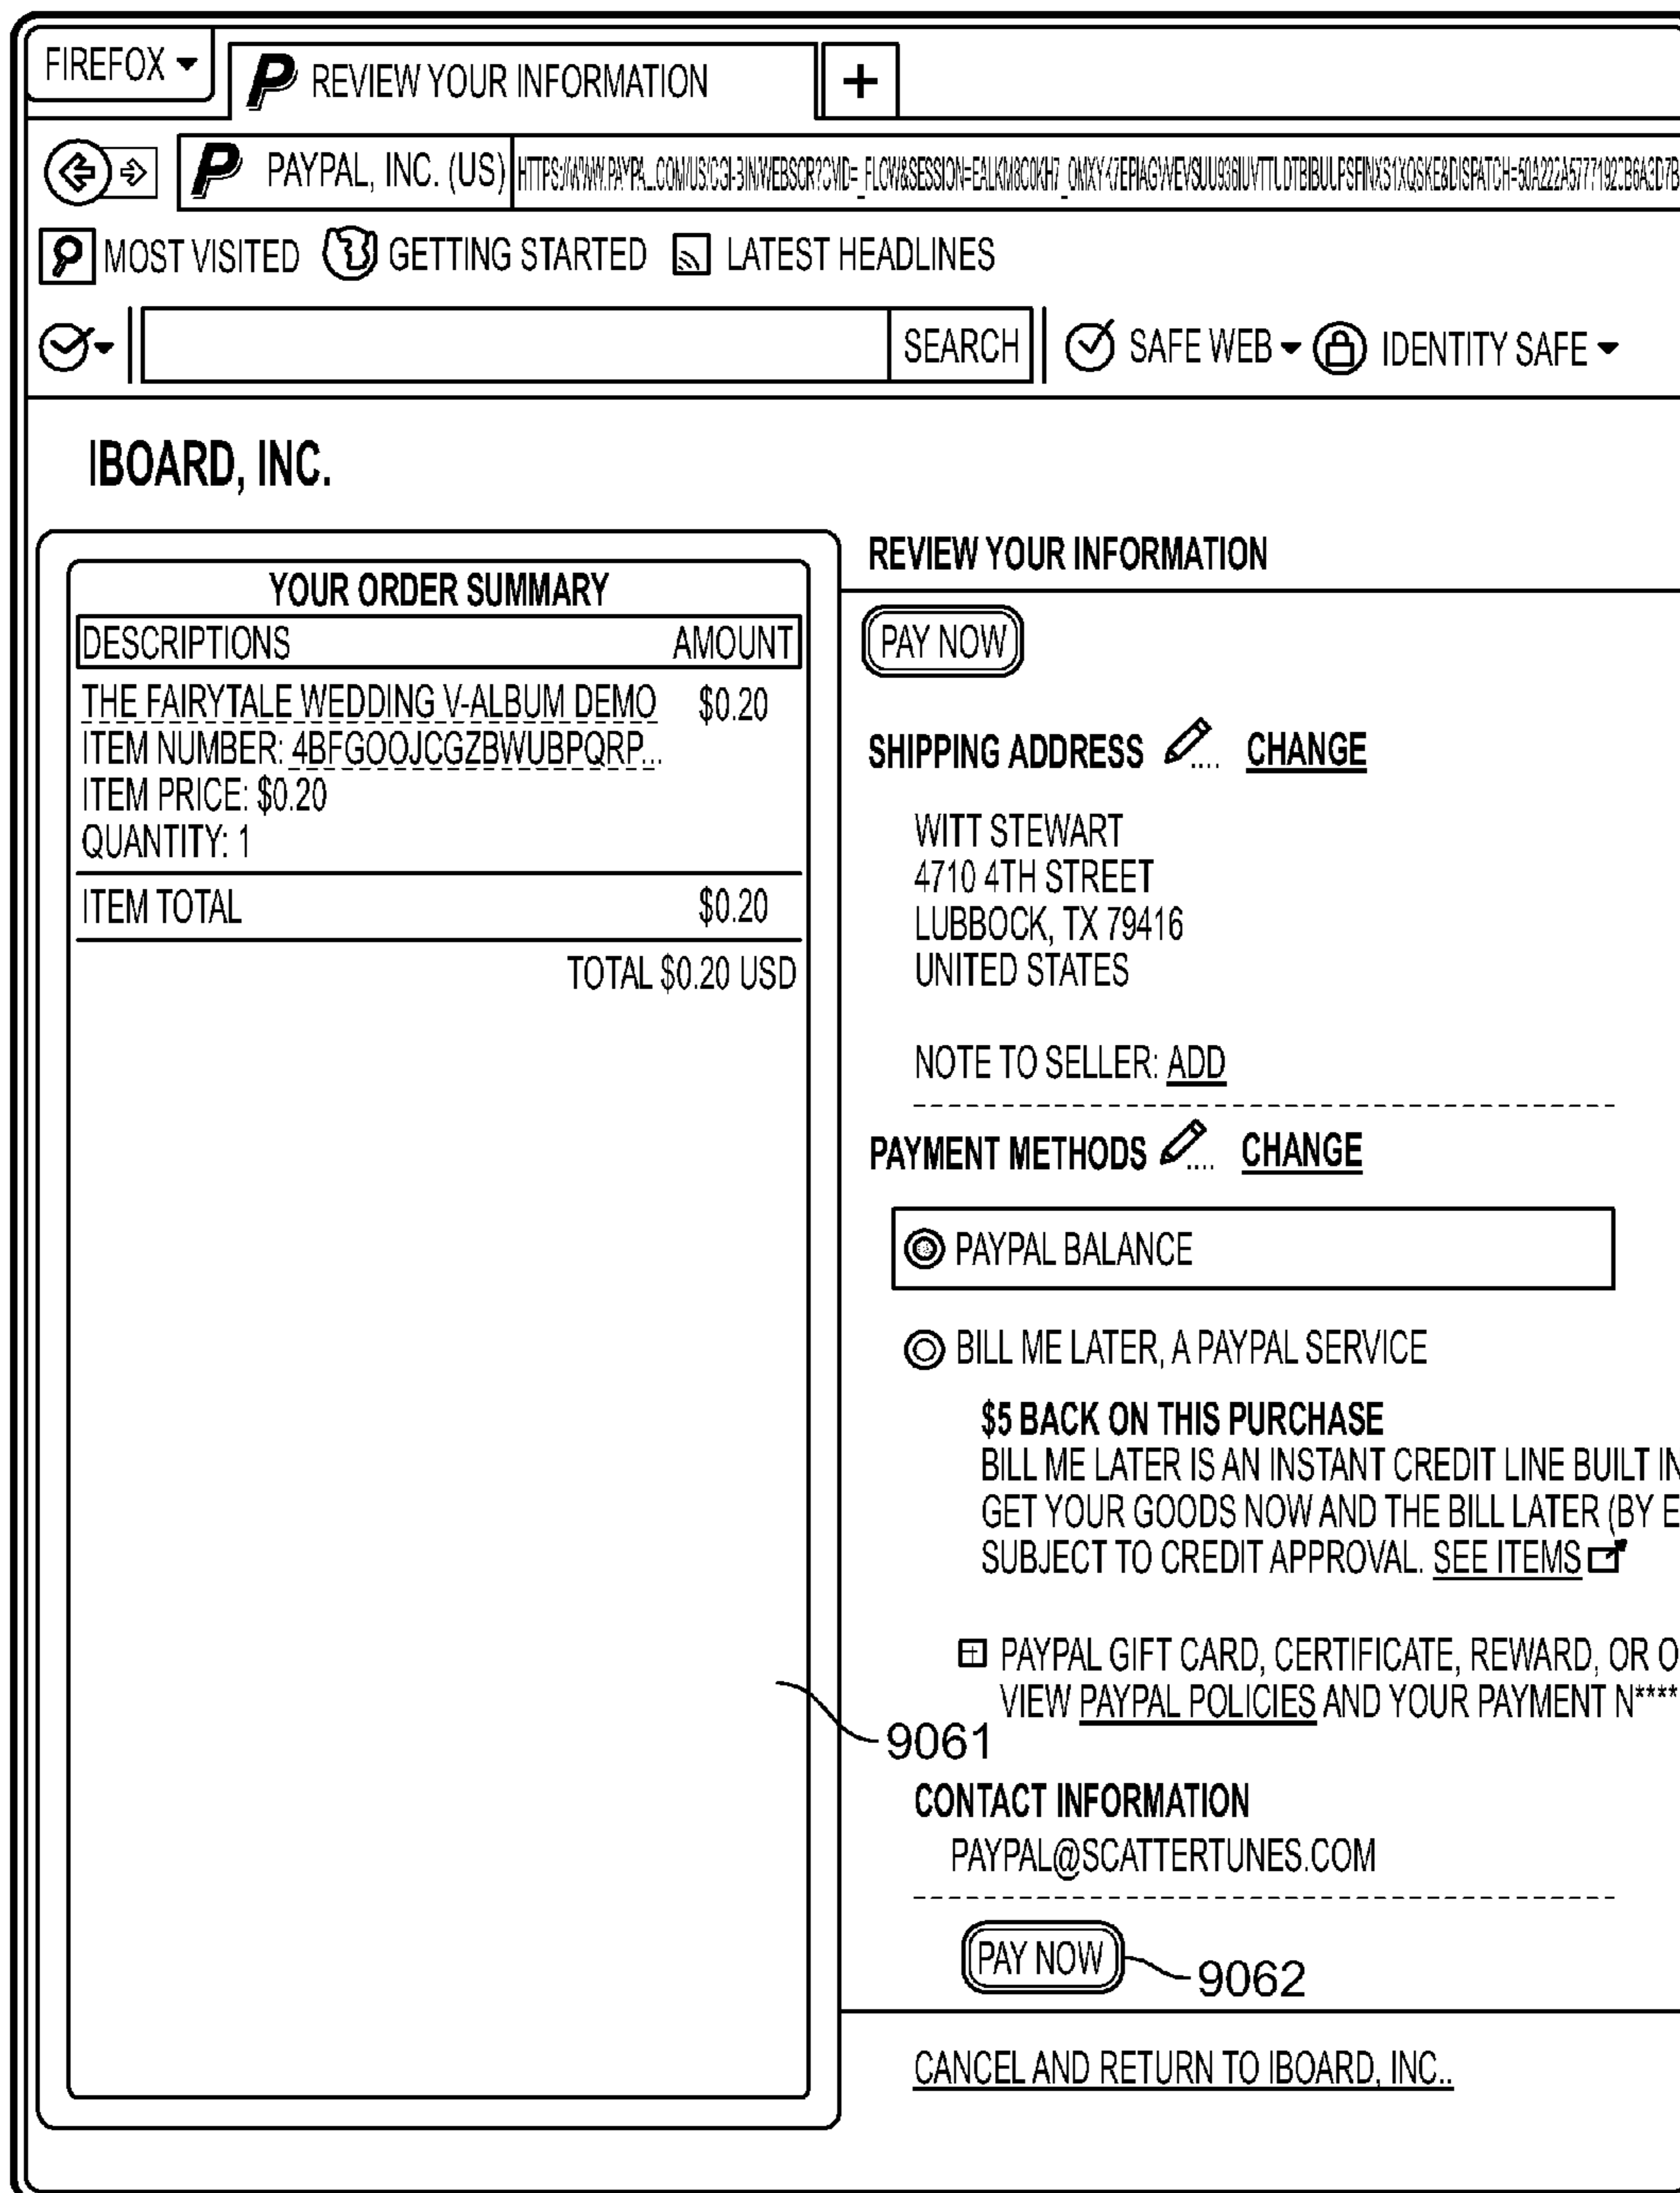 FIREFOX
P REVIEW YOUR INFORMATION +
P PAYPAL, INC. (US)
MOST VISITED GETTING STARTED LATEST HEADLINES
SEARCH SAFE WEB IDENTITY SAFE
IBOARD, INC.
YOUR ORDER SUMMARY
DESCRIPTIONS AMOUNT
THE FAIRYTALE WEDDING V-ALBUM DEMO $0.20
ITEM NUMBER: 4BFGOOJCGZBWUBPQRP...
ITEM PRICE: $0.20
QUANTITY: 1
ITEM TOTAL $0.20
TOTAL $0.20 USD
9061
REVIEW YOUR INFORMATION
PAY NOW
SHIPPING ADDRESS CHANGE
WITT STEWART
4710 4TH STREET
LUBBOCK, TX 79416
UNITED STATES
NOTE TO SELLER: ADD
PAYMENT METHODS CHANGE
PAYPAL BALANCE
BILL ME LATER, A PAYPAL SERVICE
$5 BACK ON THIS PURCHASE
BILL ME LATER IS AN INSTANT CREDIT LINE BUILT IN
GET YOUR GOODS NOW AND THE BILL LATER (BY E
SUBJECT TO CREDIT APPROVAL. SEE ITEMS
PAYPAL GIFT CARD, CERTIFICATE, REWARD, OR O
VIEW PAYPAL POLICIES AND YOUR PAYMENT N****
CONTACT INFORMATION
PAYPAL@SCATTERTUNES.COM
PAY NOW 9062
CANCEL AND RETURN TO IBOARD, INC..